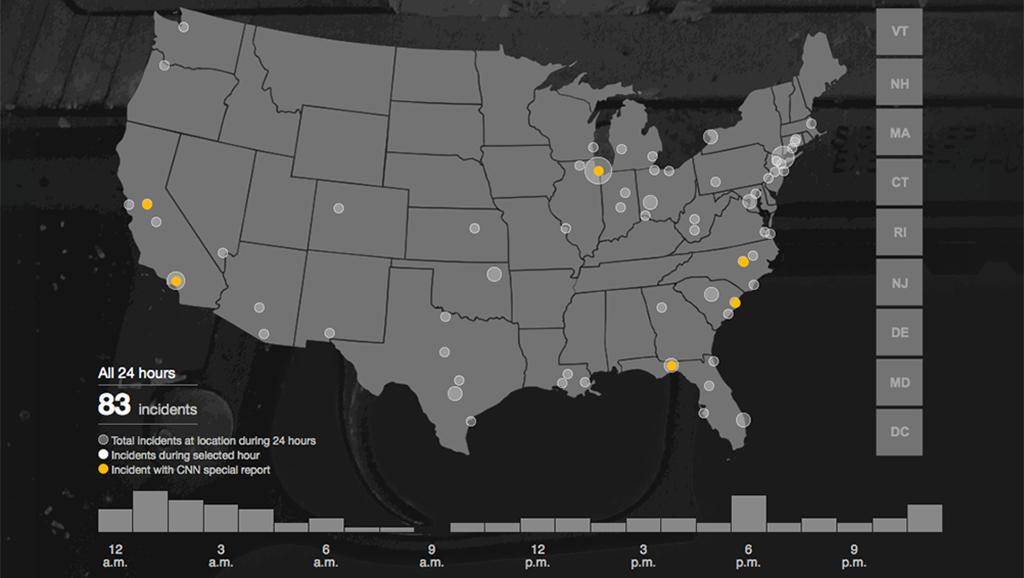 VT
NH
MA
CT
RI
NJ
DE
MD
DC
All 24 hours
83 incidents
Total incidents at location during 24 hours
Incidents during selected hour
Incident with CNN special report
12 3 6 9 12 3 6 9
a.m. a.m. a.m. a.m. p.m. p.m. p.m. p.m.